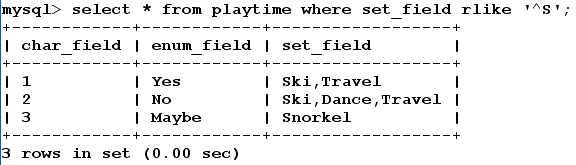 mysql> select * from playtime where set_field rlike '^S';
+------------+------------+------------------+
| char_field | enum_field | set_field        |
+------------+------------+------------------+
| 1          | Yes        | Ski,Travel       |
| 2          | No         | Ski,Dance,Travel |
| 3          | Maybe      | Snorkel          |
+------------+------------+------------------+
3 rows in set (0.00 sec)